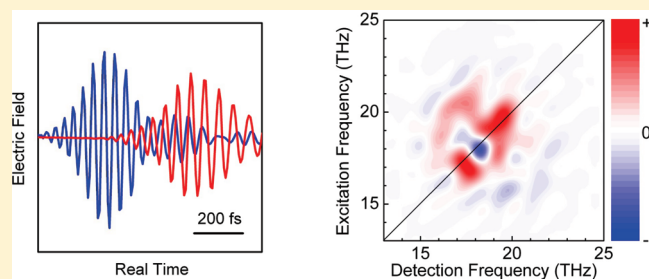 Electric Field
200 fs
Real Time
Excitation Frequency (THz)
25
20
15
15
20
25
Detection Frequency (THz)
+
0
-